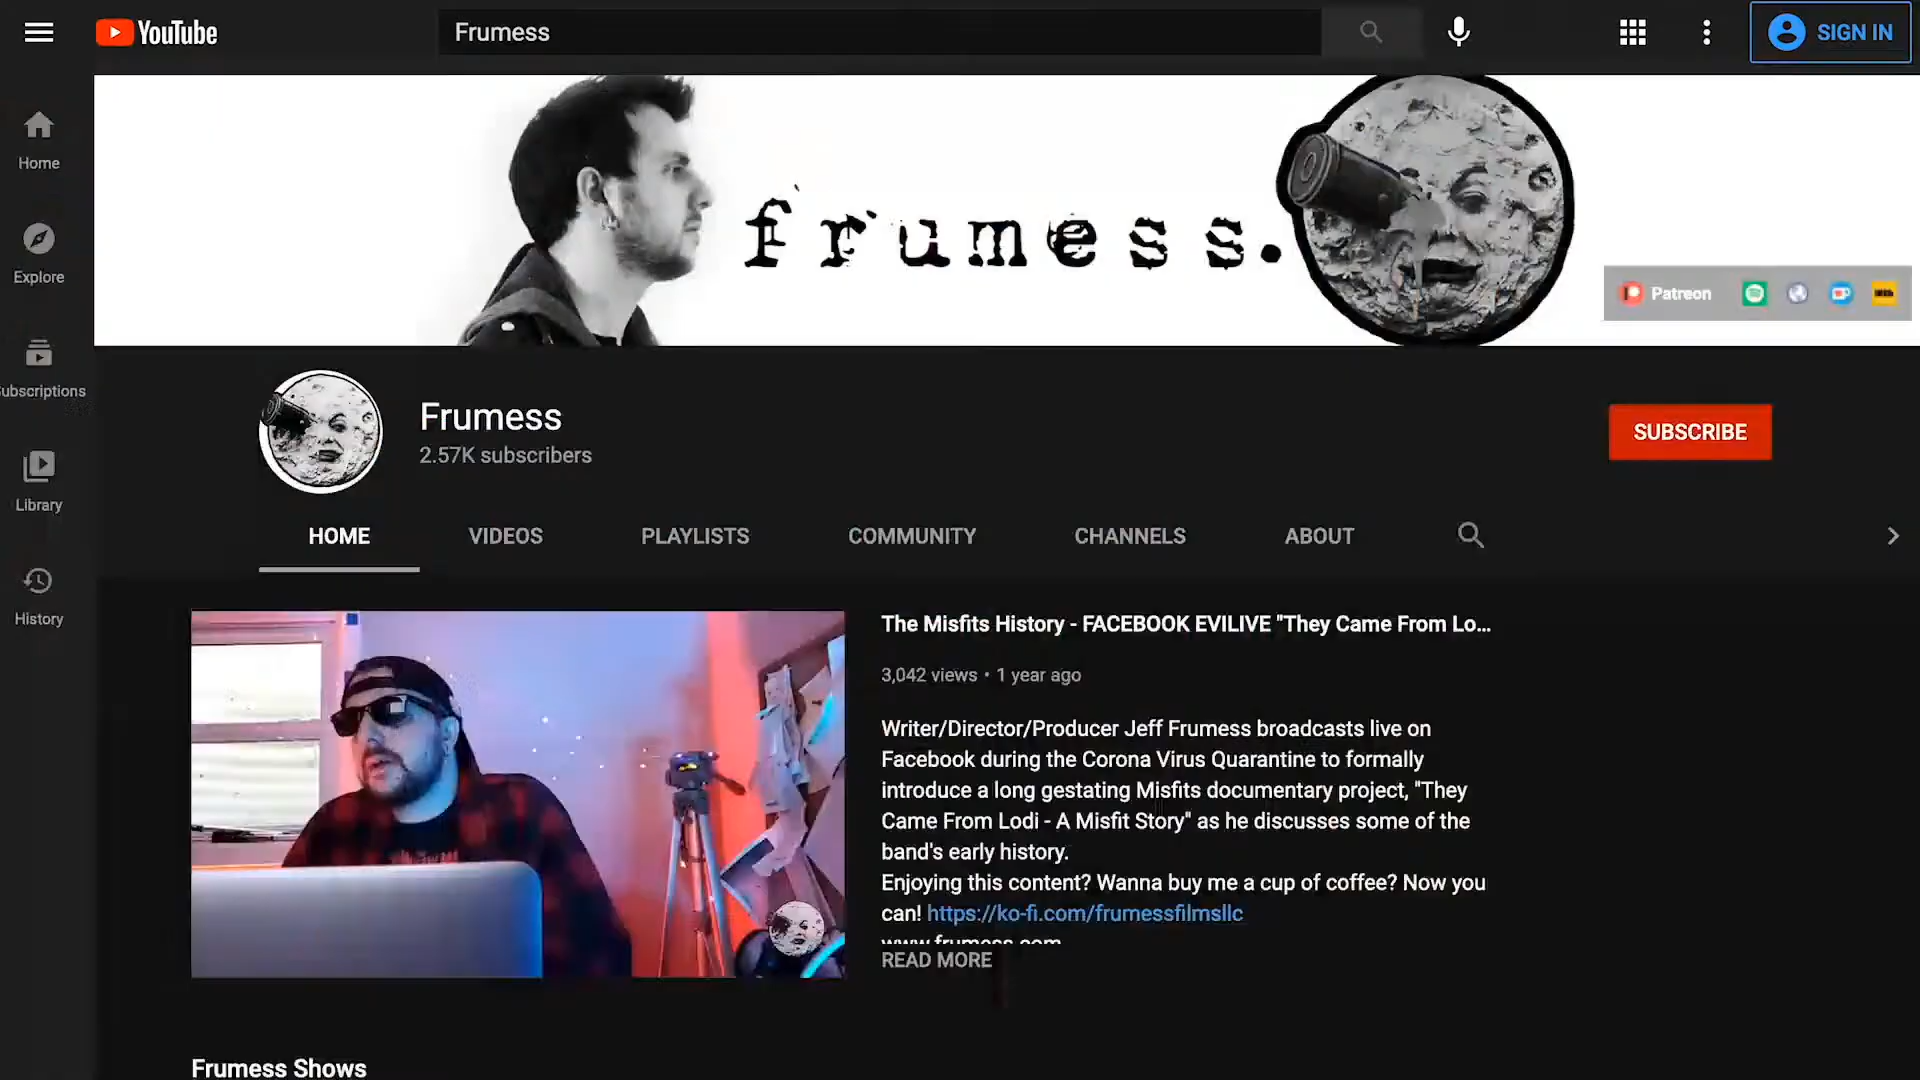 YouTube
Frumess
SIGN IN
Home
Explore
ubscriptions
Library
History
frumess.
Patreon
Frumess
2.57K subscribers
SUBSCRIBE
HOME
VIDEOS
PLAYLISTS
COMMUNITY
CHANNELS
ABOUT
The Misfits History - FACEBOOK EVILIVE "They Came From Lo...
3,042 views • 1 year ago
Writer/Director/Producer Jeff Frumess broadcasts live on
Facebook during the Corona Virus Quarantine to formally
introduce a long gestating Misfits documentary project, "They
Came From Lodi - A Misfit Story" as he discusses some of the
band's early history.
Enjoying this content? Wanna buy me a cup of coffee? Now you
can! https://ko-fi.com/frumessfilmsllc
www.frumess.com
READ MORE
Frumess Shows